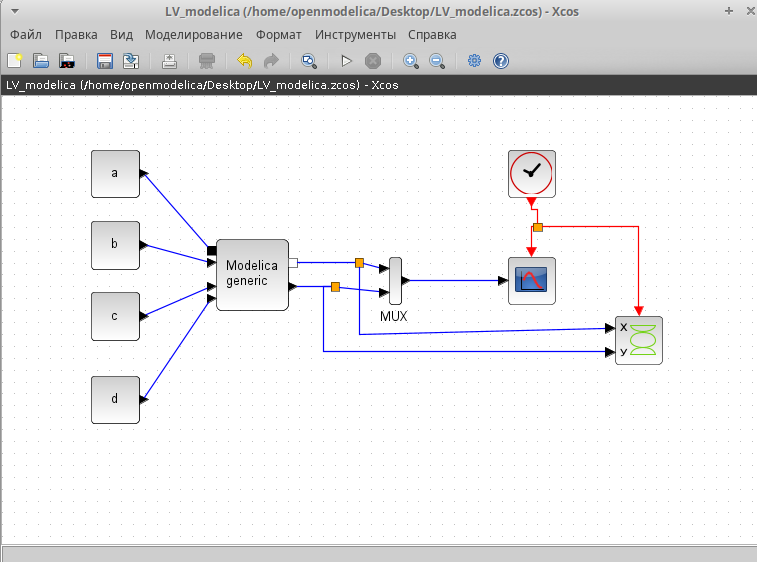 LV_modelica (/home/openmodelica/Desktop/LV_modelica.zcos) - Xcos
Файл Правка Вид Моделирование Формат Инструменты Справка
LV_modelica (/home/openmodelica/Desktop/LV_modelica.zcos) - Xcos
a
b
Modelica
generic
c
MUX
X
У
d